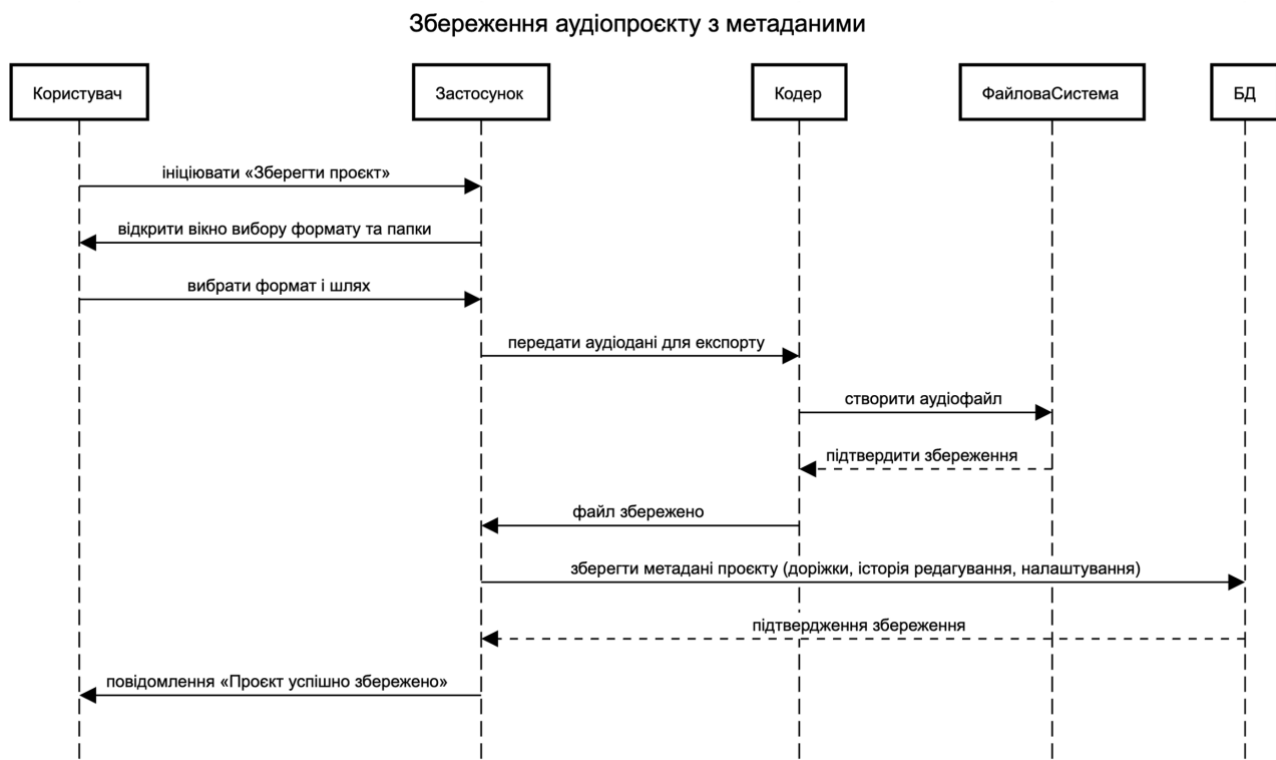 Збереження аудіопроєкту з метаданими
Користувач
Застосунок
Кодер
ФайловаСистема
БД
ініціювати «Зберегти проєкт»
відкрити вікно вибору формату та папки
вибрати формат і шлях
передати аудіодані для експорту
створити аудіофайл
підтвердити збереження
файл збережено
зберегти метадані проєкту (доріжки, історія редагування, налаштування)
підтвердження збереження
повідомлення «Проєкт успішно збережено»